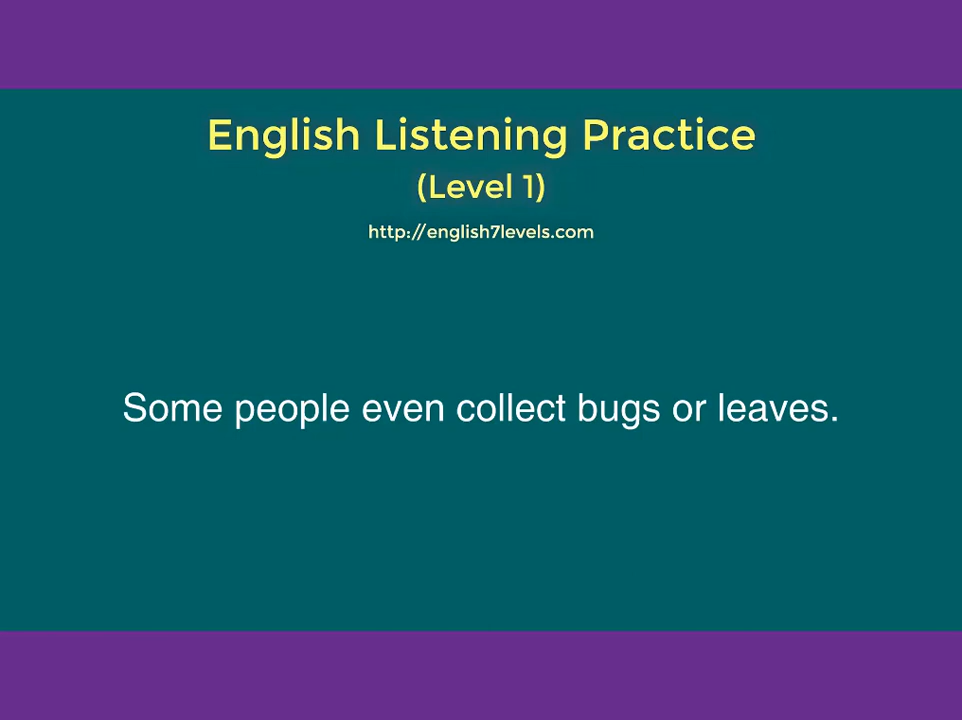 English Listening Practice
(Level 1)
http://english7levels.com
Some people even collect bugs or leaves.